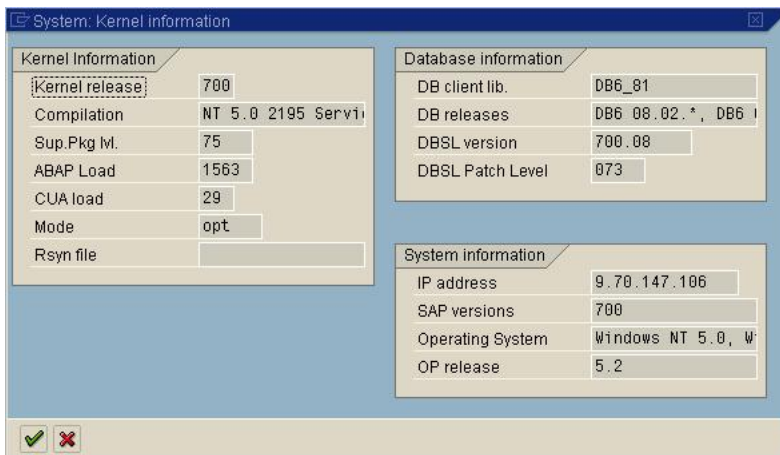 System: Kernel information
Kernel Information
Kernel release 700
Compilation NT 5.0 2195 Servi
Sup.Pkg lvl. 75
ABAP Load 1563
CUA load 29
Mode opt
Rsyn file
Database information
DB client lib. DB6_81
DB releases DB6 08.02.*, DB6
DBSL version 700.08
DBSL Patch Level 073
System information
IP address 9.70.147.106
SAP versions 700
Operating System Windows NT 5.0, W
OP release 5.2